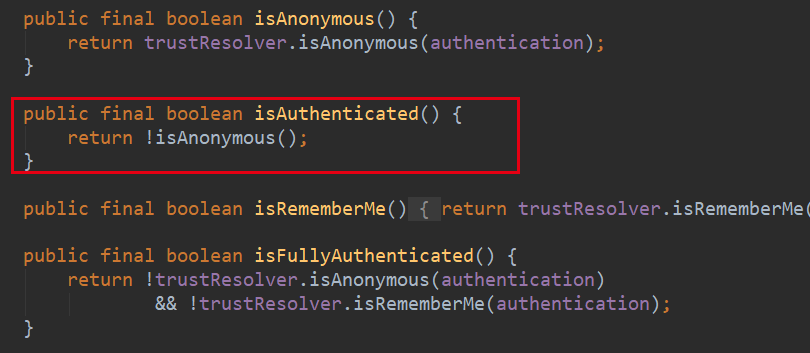 public final boolean isAnonymous() {
return trustResolver.isAnonymous(authentication);
}
public final boolean isAuthenticated() {
return !isAnonymous();
}
public final boolean isRememberMe() { return trustResolver.isRememberMe(
public final boolean isFullyAuthenticated() {
return !trustResolver.isAnonymous(authentication)
&& !trustResolver.isRememberMe(authentication);
}